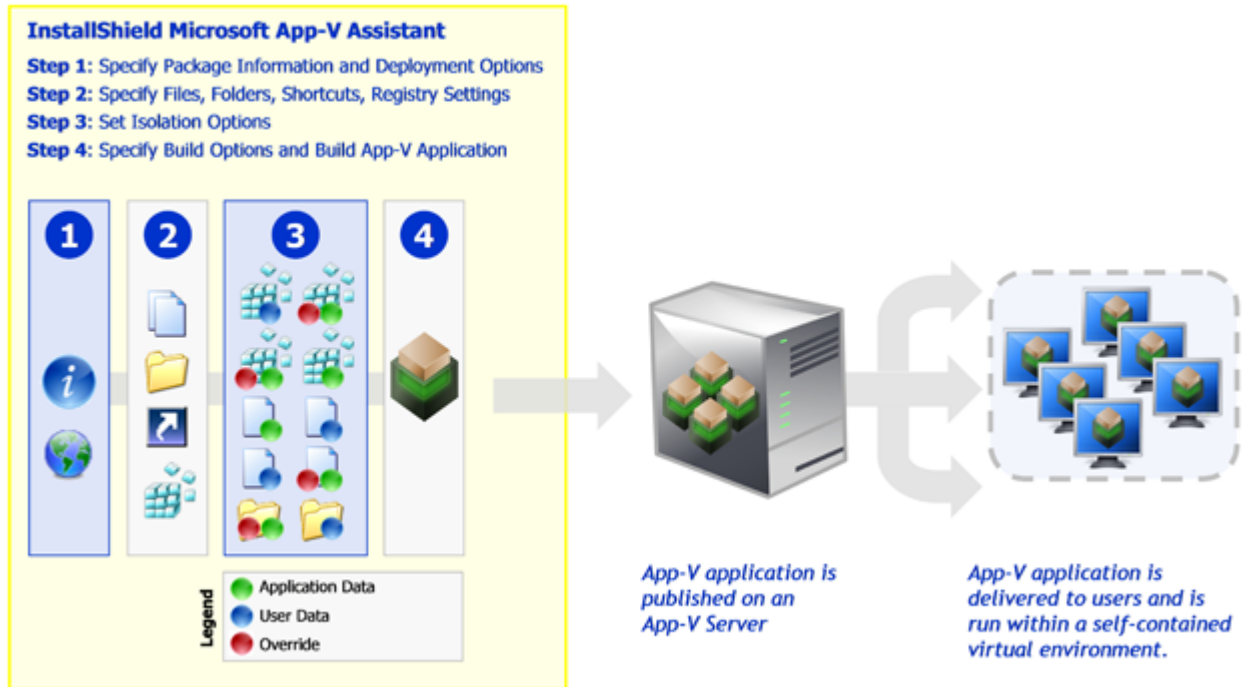 InstallShield Microsoft App-V Assistant
Step 1: Specify Package Information and Deployment Options
Step 2: Specify Files, Folders, Shortcuts, Registry Settings
Step 3: Set Isolation Options
Step 4: Specify Build Options and Build App-V Application
1
2
3
4
i
Legend
Application Data
User Data
Override
App-V application is
published on an
App-V Server
App-V application is
delivered to users and is
run within a self-contained
virtual environment.